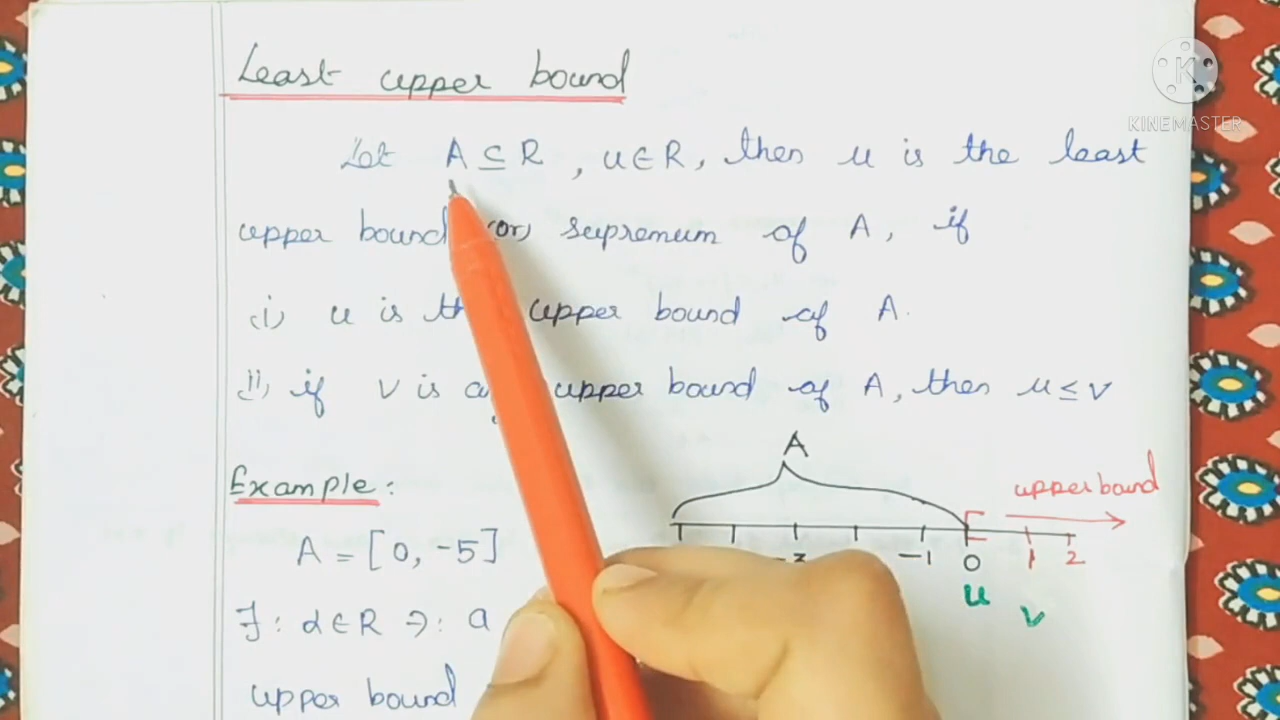 Least upper bound
KINEMASTER
Let A ⊆ R , u ∈ R, then u is the least
upper bound (or) supremum of A, if
(i) u is upper bound of A.
(ii) if v is upper bound of A, then u ≤ v
A
Example:
upper bound
A = [0, -5]
-1 0 1 2
u
v
∃ : α ∈ R ∋: a
upper bound